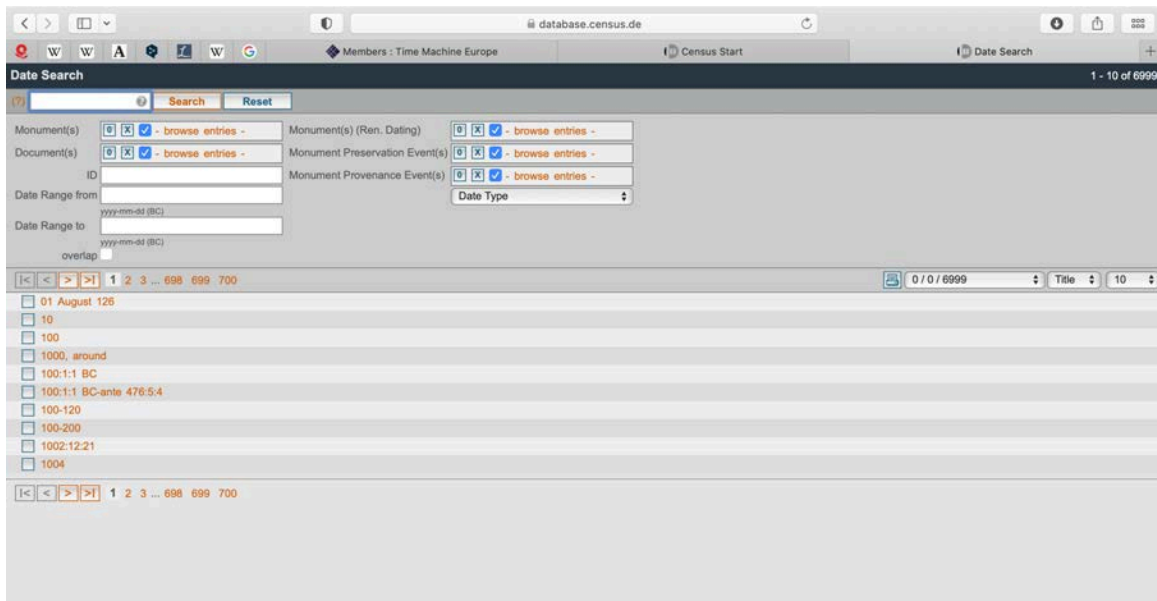 database.census.de
W W A W G Members : Time Machine Europe Census Start Date Search +
Date Search 1 - 10 of 6999
(?) Search Reset
Monument(s) 0 X - browse entries - Monument(s) (Ren. Dating) 0 X - browse entries -
Document(s) 0 X - browse entries - Monument Preservation Event(s) 0 X - browse entries -
ID Monument Provenance Event(s) 0 X - browse entries -
Date Range from Date Type
yyyy-mm-dd (BC)
Date Range to
yyyy-mm-dd (BC)
overlap
|< < > >| 1 2 3 ... 698 699 700 0 / 0 / 6999 Title 10
01 August 126
10
100
1000, around
100:1:1 BC
100:1:1 BC-ante 476:5:4
100-120
100-200
1002:12:21
1004
|< < > >| 1 2 3 ... 698 699 700